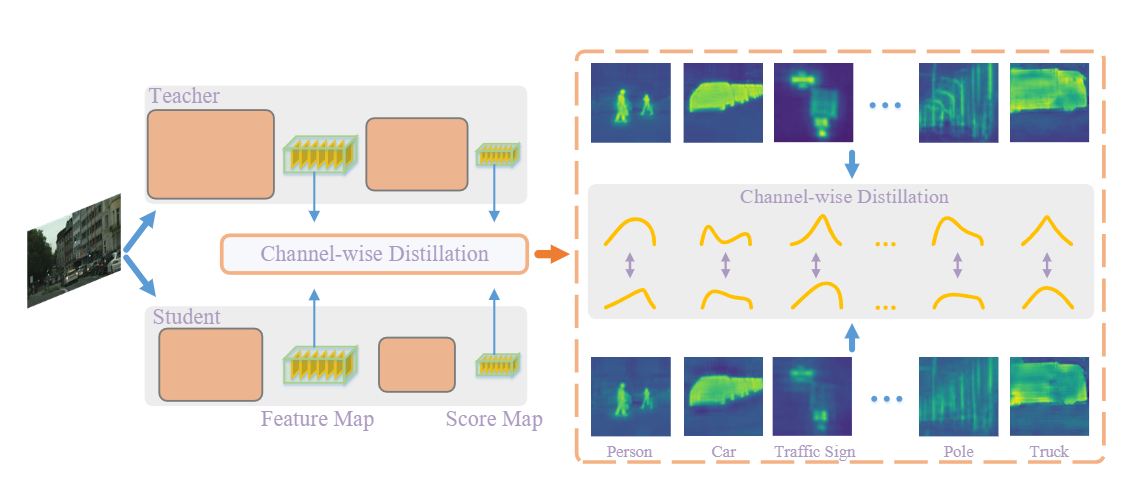 Teacher
Channel-wise Distillation
Student
Feature Map
Score Map
Channel-wise Distillation
Person
Car
Traffic Sign
Pole
Truck